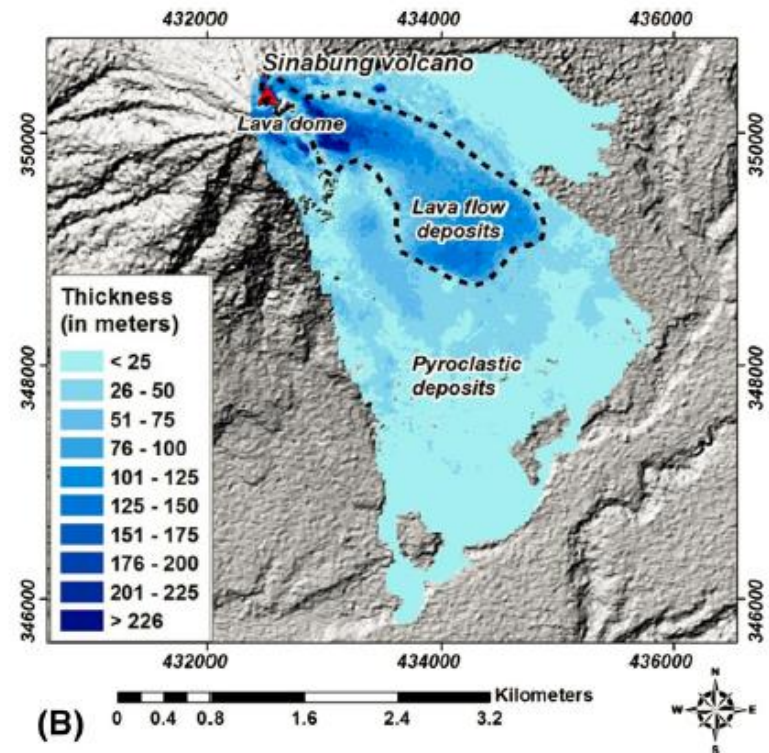 432000 434000 436000
Sinabung volcano
Lava dome
350000 350000
Lava flow
deposits
Thickness
(in meters)
< 25
26 - 50
51 - 75
76 - 100
101 - 125
125 - 150
151 - 175
176 - 200
201 - 225
> 226
348000 348000
Pyroclastic
deposits
346000 346000
432000 434000 436000
(B)
Kilometers
0 0.4 0.8 1.6 2.4 3.2
N
W E
S